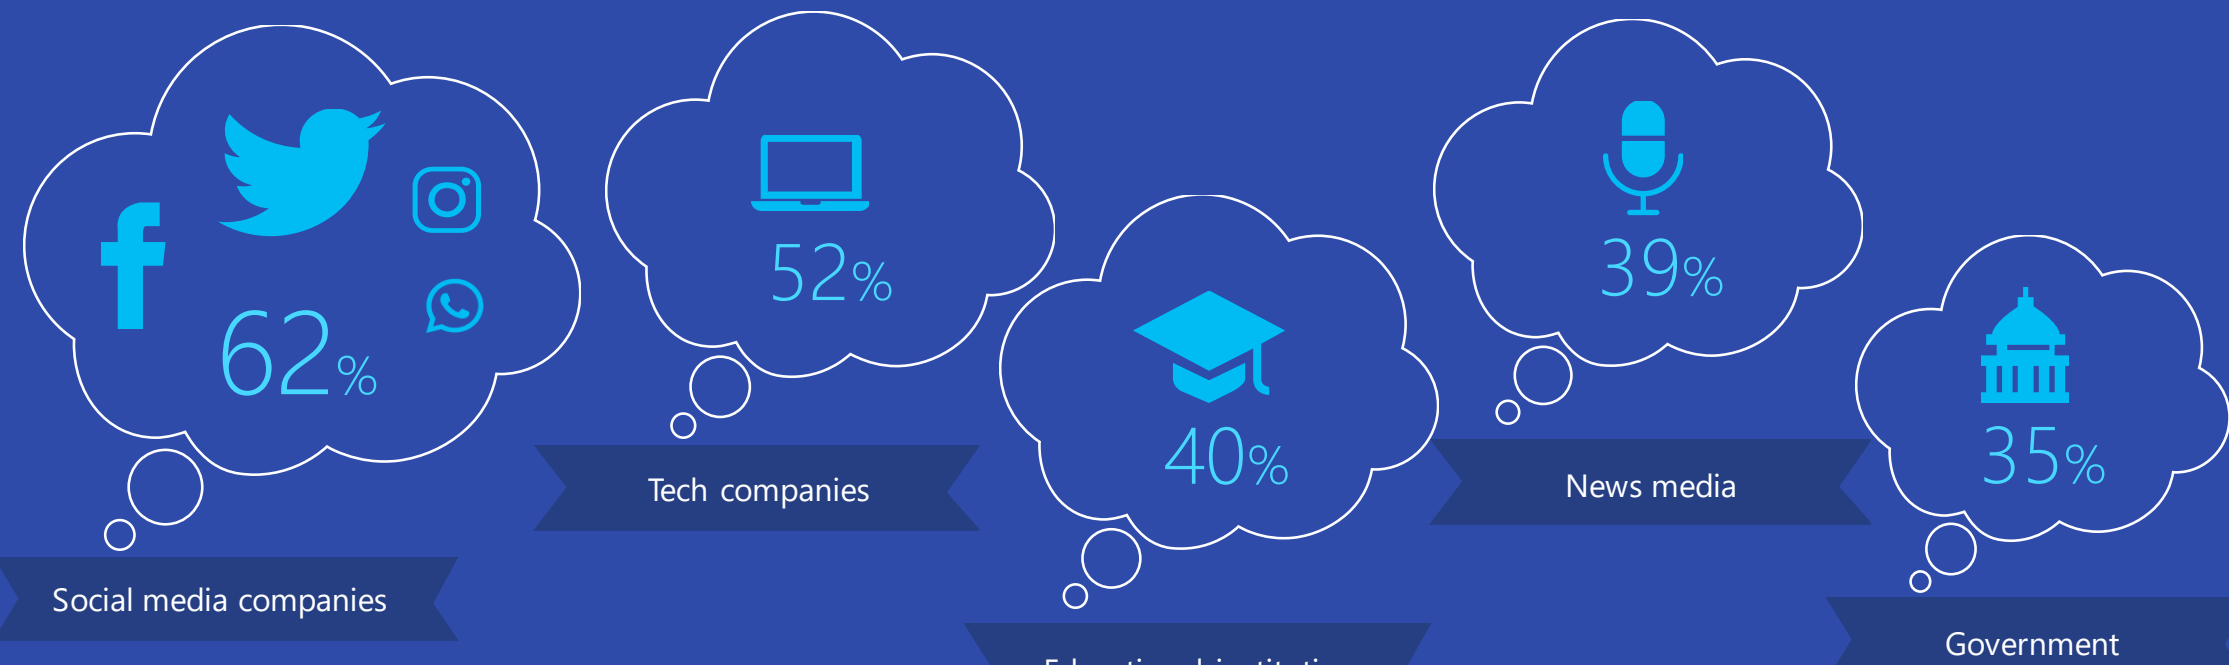 62%
Social media companies
52%
Tech companies
40%
39%
News media
35%
Government